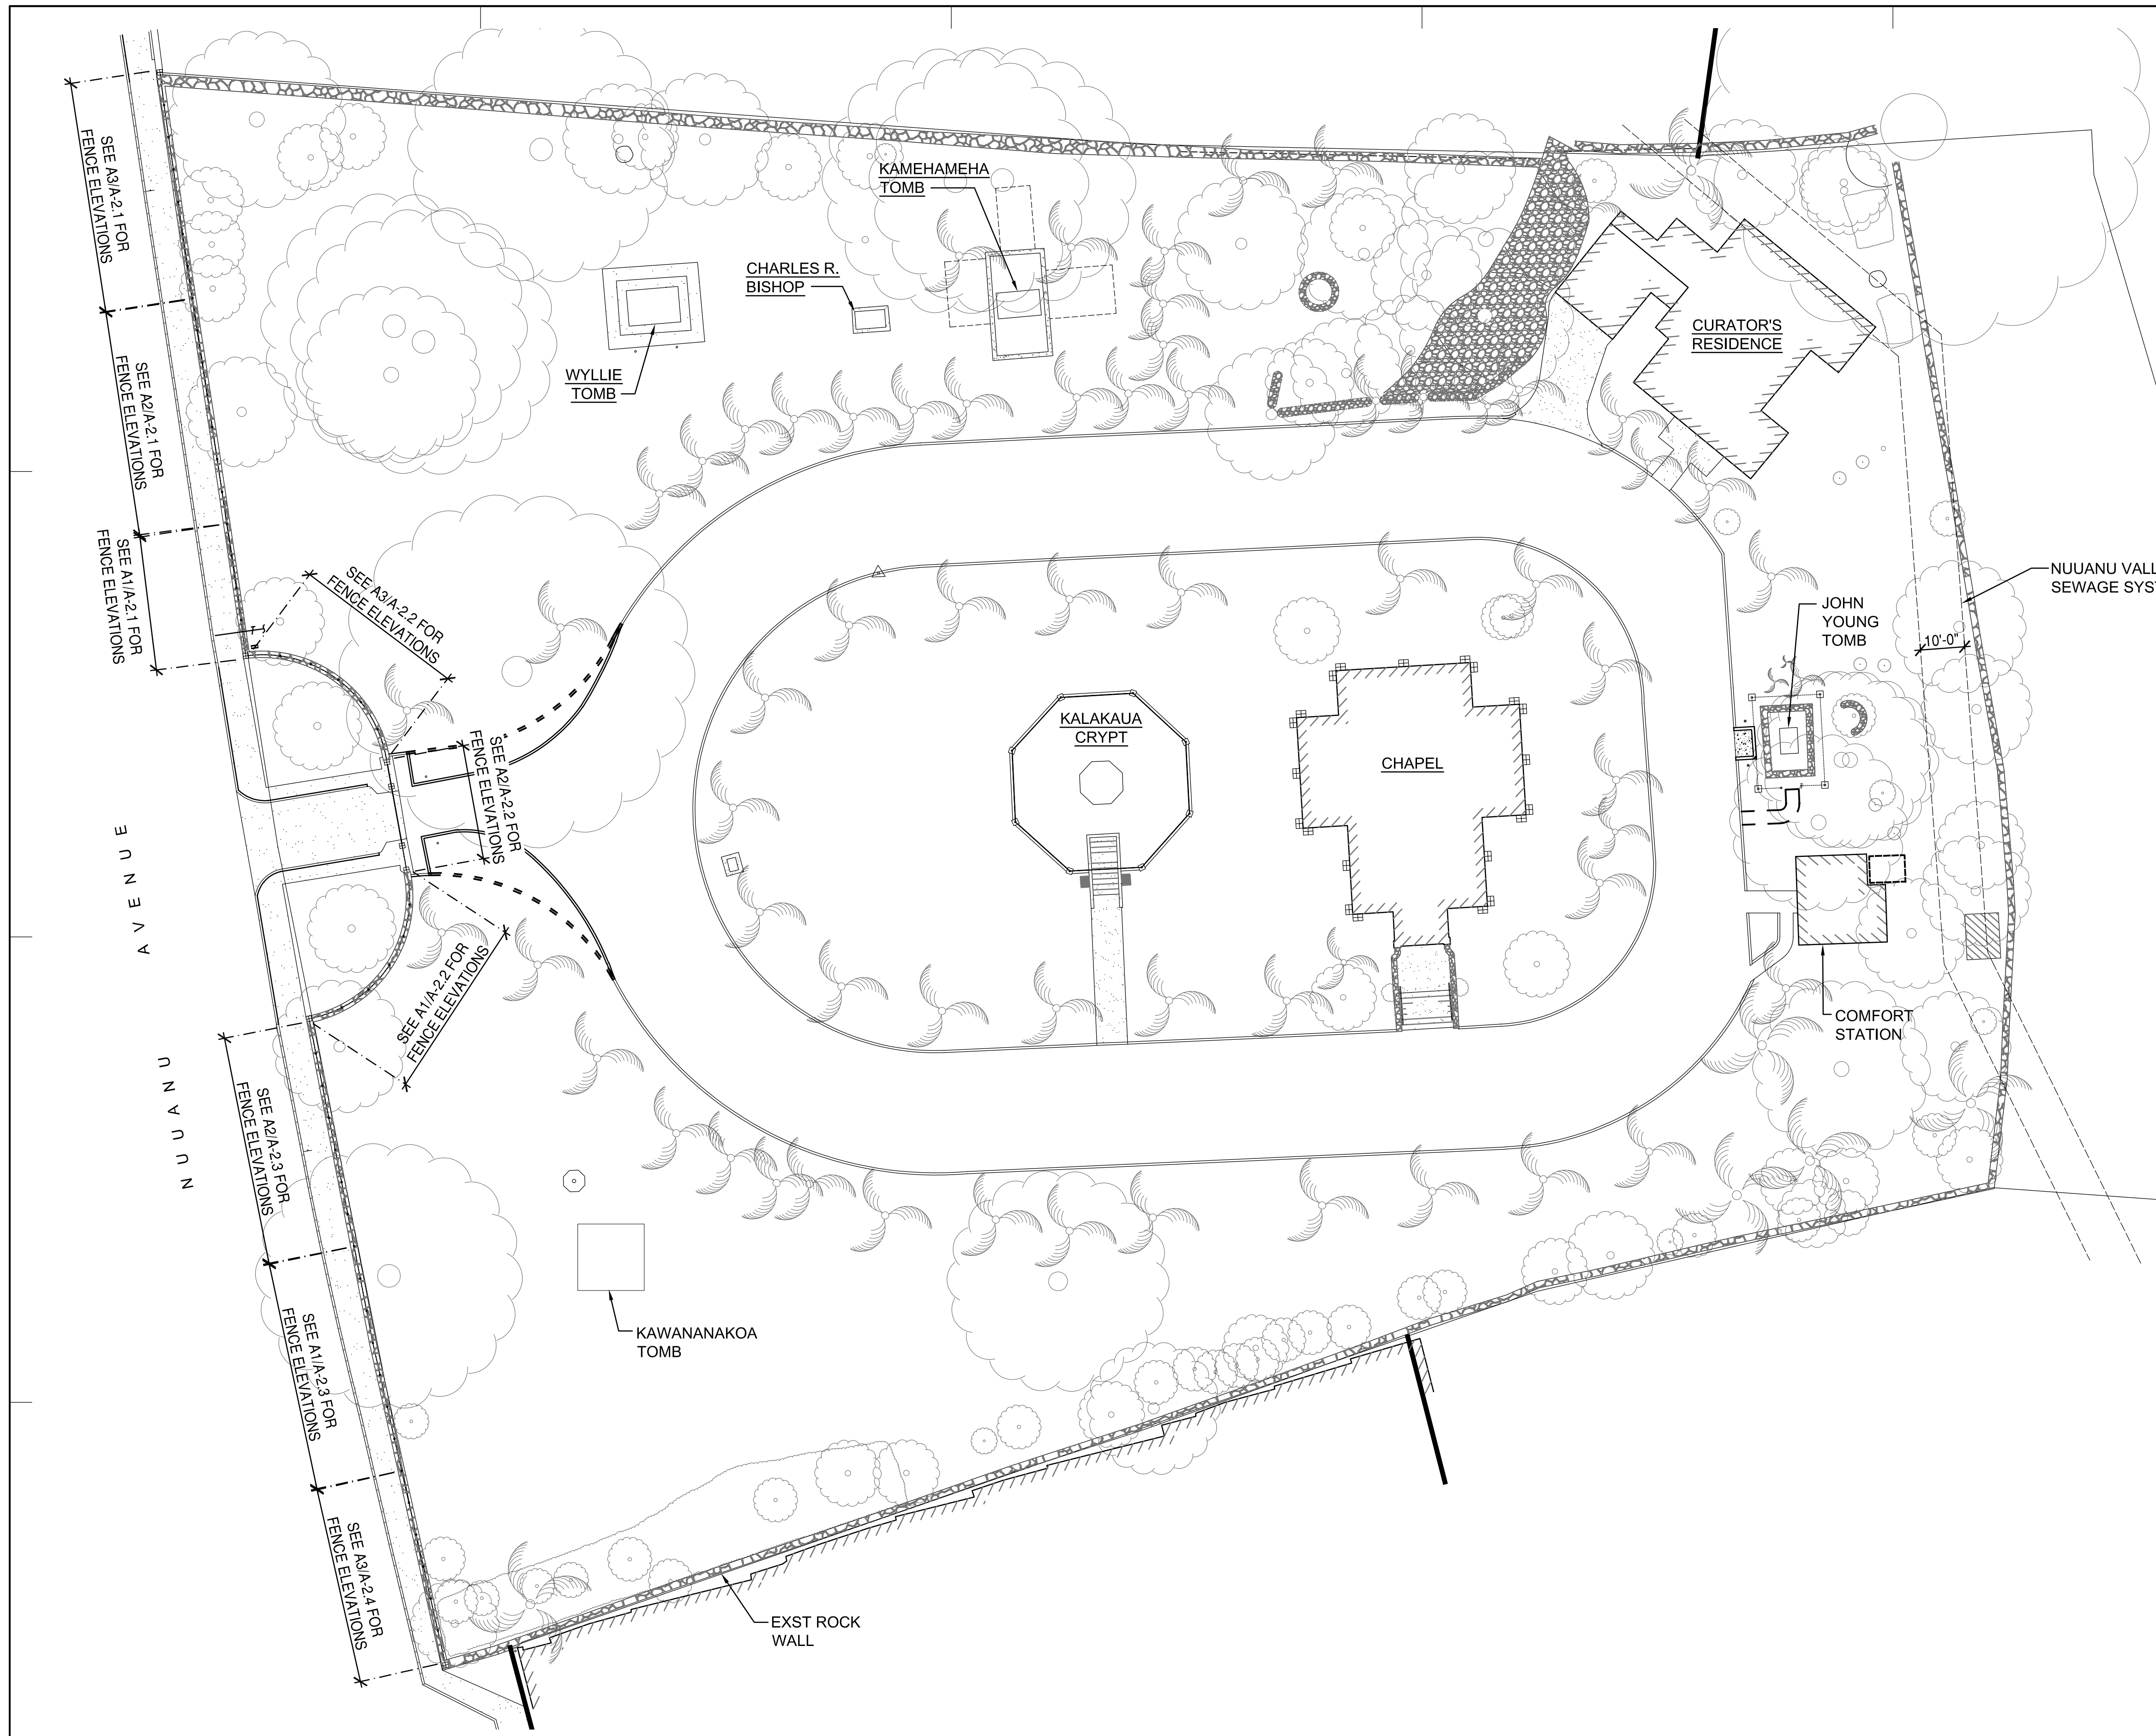 SEE A3/A-2.1 FOR
FENCE ELEVATIONS
SEE A2/A-2.1 FOR
FENCE ELEVATIONS
SEE A1/A-2.1 FOR
FENCE ELEVATIONS
SEE A3/A-2.2 FOR
FENCE ELEVATIONS
SEE A2/A-2.2 FOR
FENCE ELEVATIONS
SEE A1/A-2.2 FOR
FENCE ELEVATIONS
SEE A2/A-2.3 FOR
FENCE ELEVATIONS
SEE A1/A-2.3 FOR
FENCE ELEVATIONS
SEE A3/A-2.4 FOR
FENCE ELEVATIONS
NUUANU AVENUE
WYLLIE
TOMB
CHARLES R.
BISHOP
KAMEHAMEHA
TOMB
CURATOR'S
RESIDENCE
KALAKAUA
CRYPT
CHAPEL
JOHN
YOUNG
TOMB
10'-0"
NUUANU VALL
SEWAGE SYS
COMFORT
STATION
KAWANANAKOA
TOMB
EXST ROCK
WALL